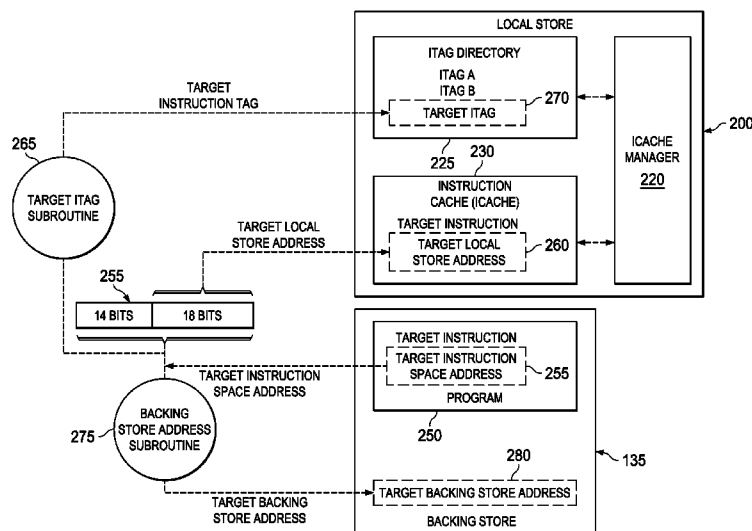 LOCAL STORE
ITAG DIRECTORY
ITAG A
ITAG B
TARGET ITAG
270
225
TARGET
INSTRUCTION TAG
265
TARGET ITAG
SUBROUTINE
230
INSTRUCTION
CACHE (ICACHE)
TARGET INSTRUCTION
TARGET LOCAL
STORE ADDRESS
260
ICACHE
MANAGER
220
200
TARGET LOCAL
STORE ADDRESS
255
14 BITS
18 BITS
TARGET INSTRUCTION
TARGET INSTRUCTION
SPACE ADDRESS
255
PROGRAM
250
TARGET INSTRUCTION
SPACE ADDRESS
BACKING
STORE ADDRESS
SUBROUTINE
275
135
280
TARGET BACKING STORE ADDRESS
BACKING STORE
TARGET BACKING
STORE ADDRESS